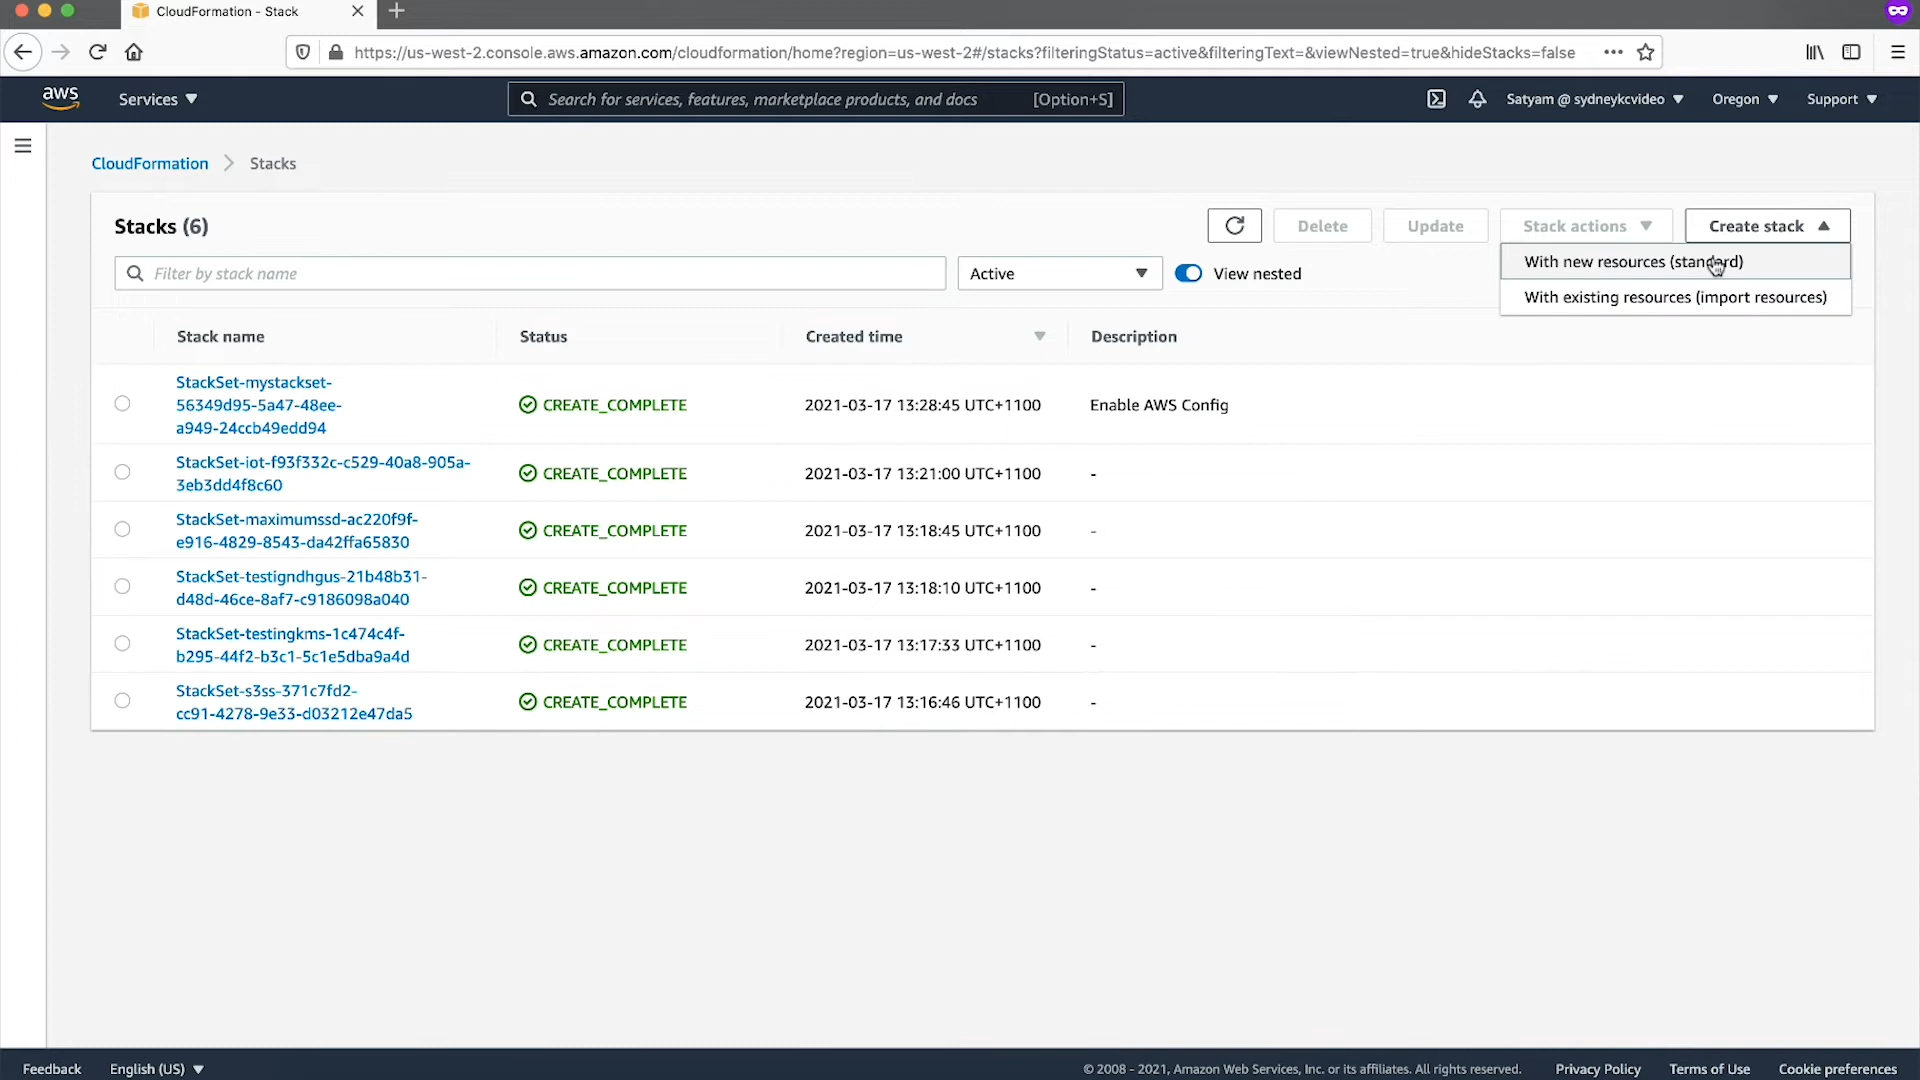 CloudFormation - Stack
https://us-west-2.console.aws.amazon.com/cloudformation/home?region=us-west-2#/stacks?filteringStatus=active&filteringText=&viewNested=true&hideStacks=false
aws
Services
Search for services, features, marketplace products, and docs
[Option+S]
Satyam @ sydneykcvideo
Oregon
Support
CloudFormation
Stacks
Stacks (6)
Delete
Update
Stack actions
Create stack
With new resources (standard)
With existing resources (import resources)
Filter by stack name
Active
View nested
Stack name
Status
Created time
Description
StackSet-mystackset-
56349d95-5a47-48ee-
a949-24ccb49edd94
CREATE_COMPLETE
2021-03-17 13:28:45 UTC+1100
Enable AWS Config
StackSet-iot-f93f332c-c529-40a8-905a-
3eb3dd4f8c60
CREATE_COMPLETE
2021-03-17 13:21:00 UTC+1100
-
StackSet-maximumssd-ac220f9f-
e916-4829-8543-da42ffa65830
CREATE_COMPLETE
2021-03-17 13:18:45 UTC+1100
-
StackSet-testigndhgus-21b48b31-
d48d-46ce-8af7-c9186098a040
CREATE_COMPLETE
2021-03-17 13:18:10 UTC+1100
-
StackSet-testingkms-1c474c4f-
b295-44f2-b3c1-5c1e5dba9a4d
CREATE_COMPLETE
2021-03-17 13:17:33 UTC+1100
-
StackSet-s3ss-371c7fd2-
cc91-4278-9e33-d03212e47da5
CREATE_COMPLETE
2021-03-17 13:16:46 UTC+1100
-
Feedback
English (US)
© 2008 - 2021, Amazon Web Services, Inc. or its affiliates. All rights reserved.
Privacy Policy
Terms of Use
Cookie preferences